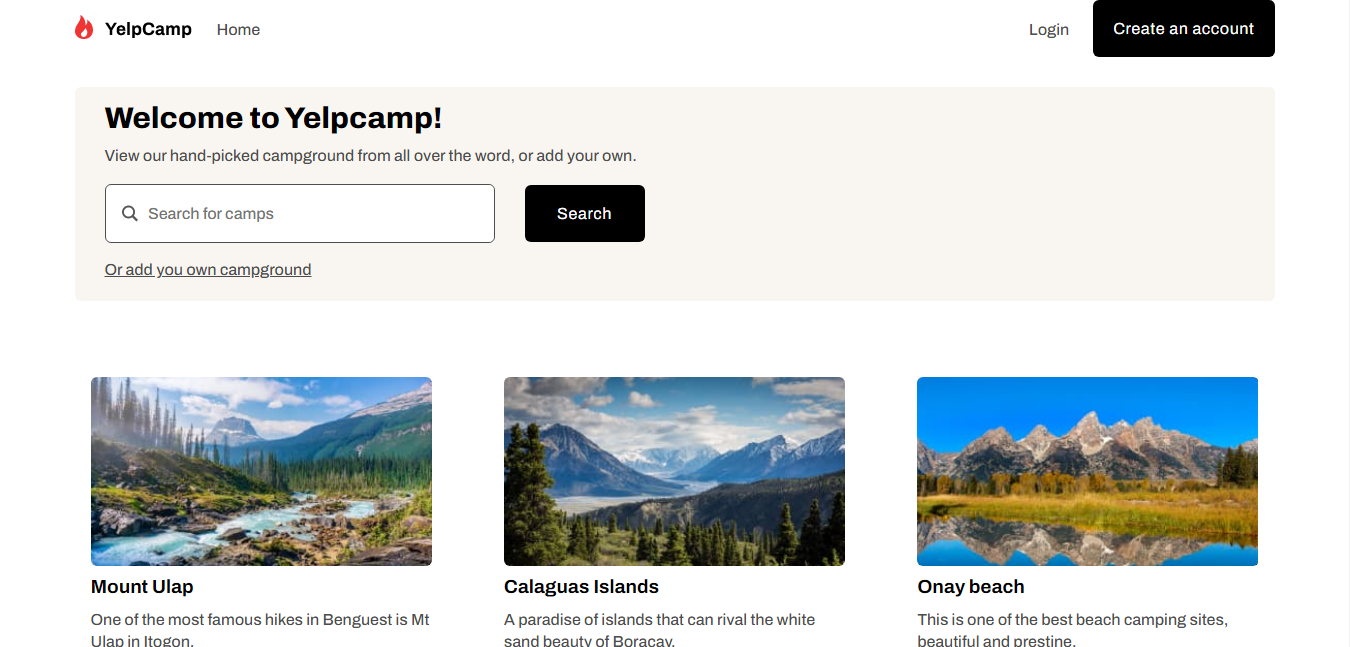 YelpCamp Home Login Create an account
Welcome to Yelpcamp!
View our hand-picked campground from all over the word, or add your own.
Search for camps Search
Or add you own campground
Mount Ulap
One of the most famous hikes in Benguest is Mt
Ulap in Itogon.
Calaguas Islands
A paradise of islands that can rival the white
sand beauty of Boracay.
Onay beach
This is one of the best beach camping sites,
beautiful and prestine.